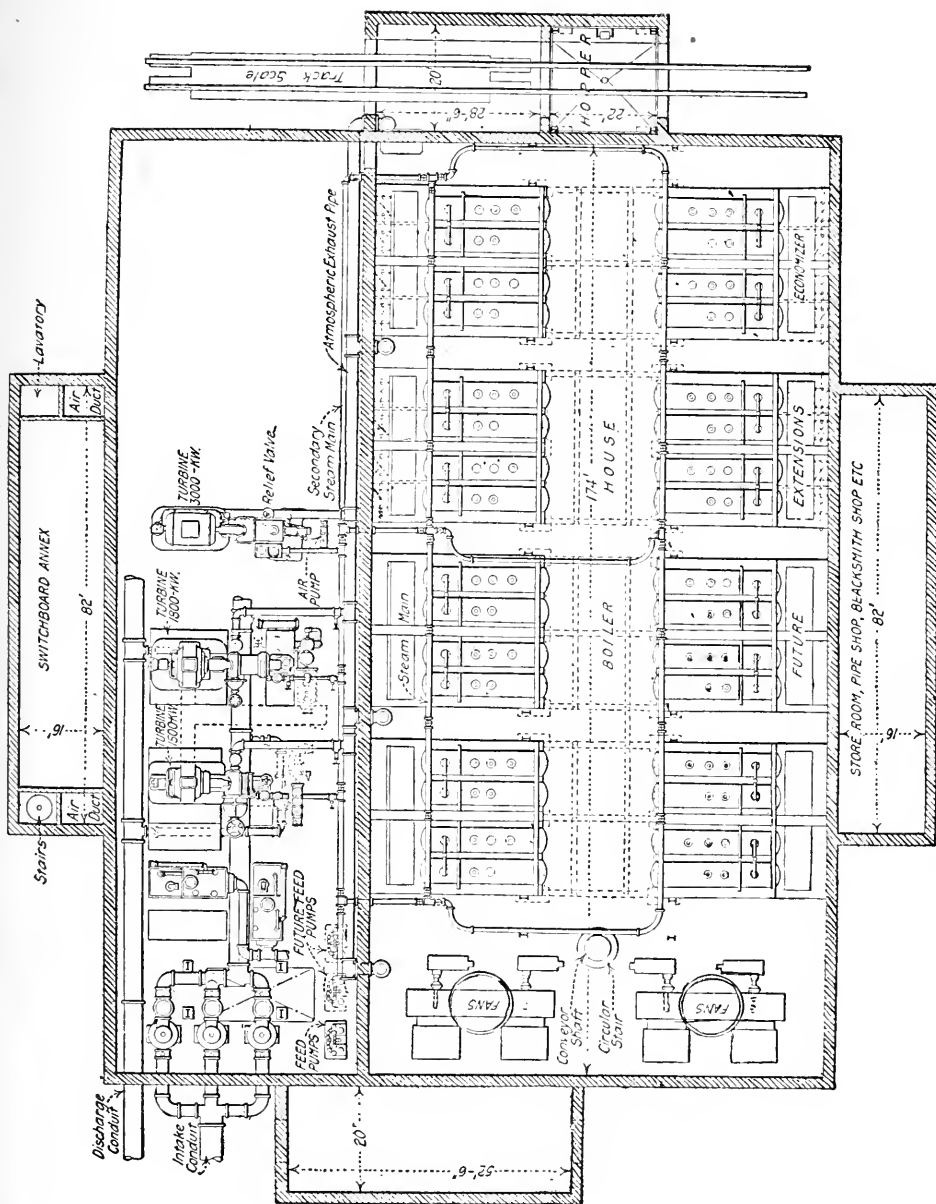 Track Scale
20'
28'-6"
HOPPER
22'
Lavatory
Air
Duct
SWITCHBOARD ANNEX
82'
16'
Air
Duct
Stairs
TURBINE
3000-KW.
Relief Valve
Secondary
Steam Main
Atmospheric Exhaust Pipe
TURBINE
1800-KW.
AIR
PUMP
TURBINE
1500-KW.
FUTURE FEED
PUMPS
FEED
PUMPS
Discharge
Conduit
Intake
Conduit
20'
52'-6"
Steam Main
BOILER HOUSE
174'
ECONOMIZER
EXTENSIONS
FUTURE
FANS
FANS
Conveyor
Shaft
Circular
Stair
STORE ROOM, PIPE SHOP, BLACKSMITH SHOP ETC
82'
16'